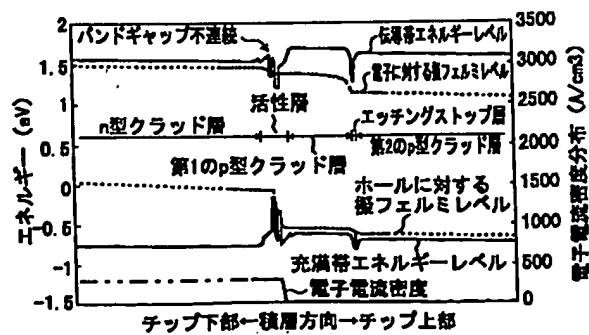 バンドギャップ不連続
伝導帯エネルギーレベル
電子に対する擬フェルミレベル
活性層
エッチングストップ層
n型クラッド層
第2のp型クラッド層
第1のp型クラッド層
ホールに対する
擬フェルミレベル
充満帯エネルギーレベル
電子電流密度
エネルギー (eV)
2
1.5
1
0.5
0
-0.5
-1
-1.5
3500
3000
2500
2000
1500
1000
500
0
電子電流密度分布 (A/cm3)
チップ下部←積層方向→チップ上部